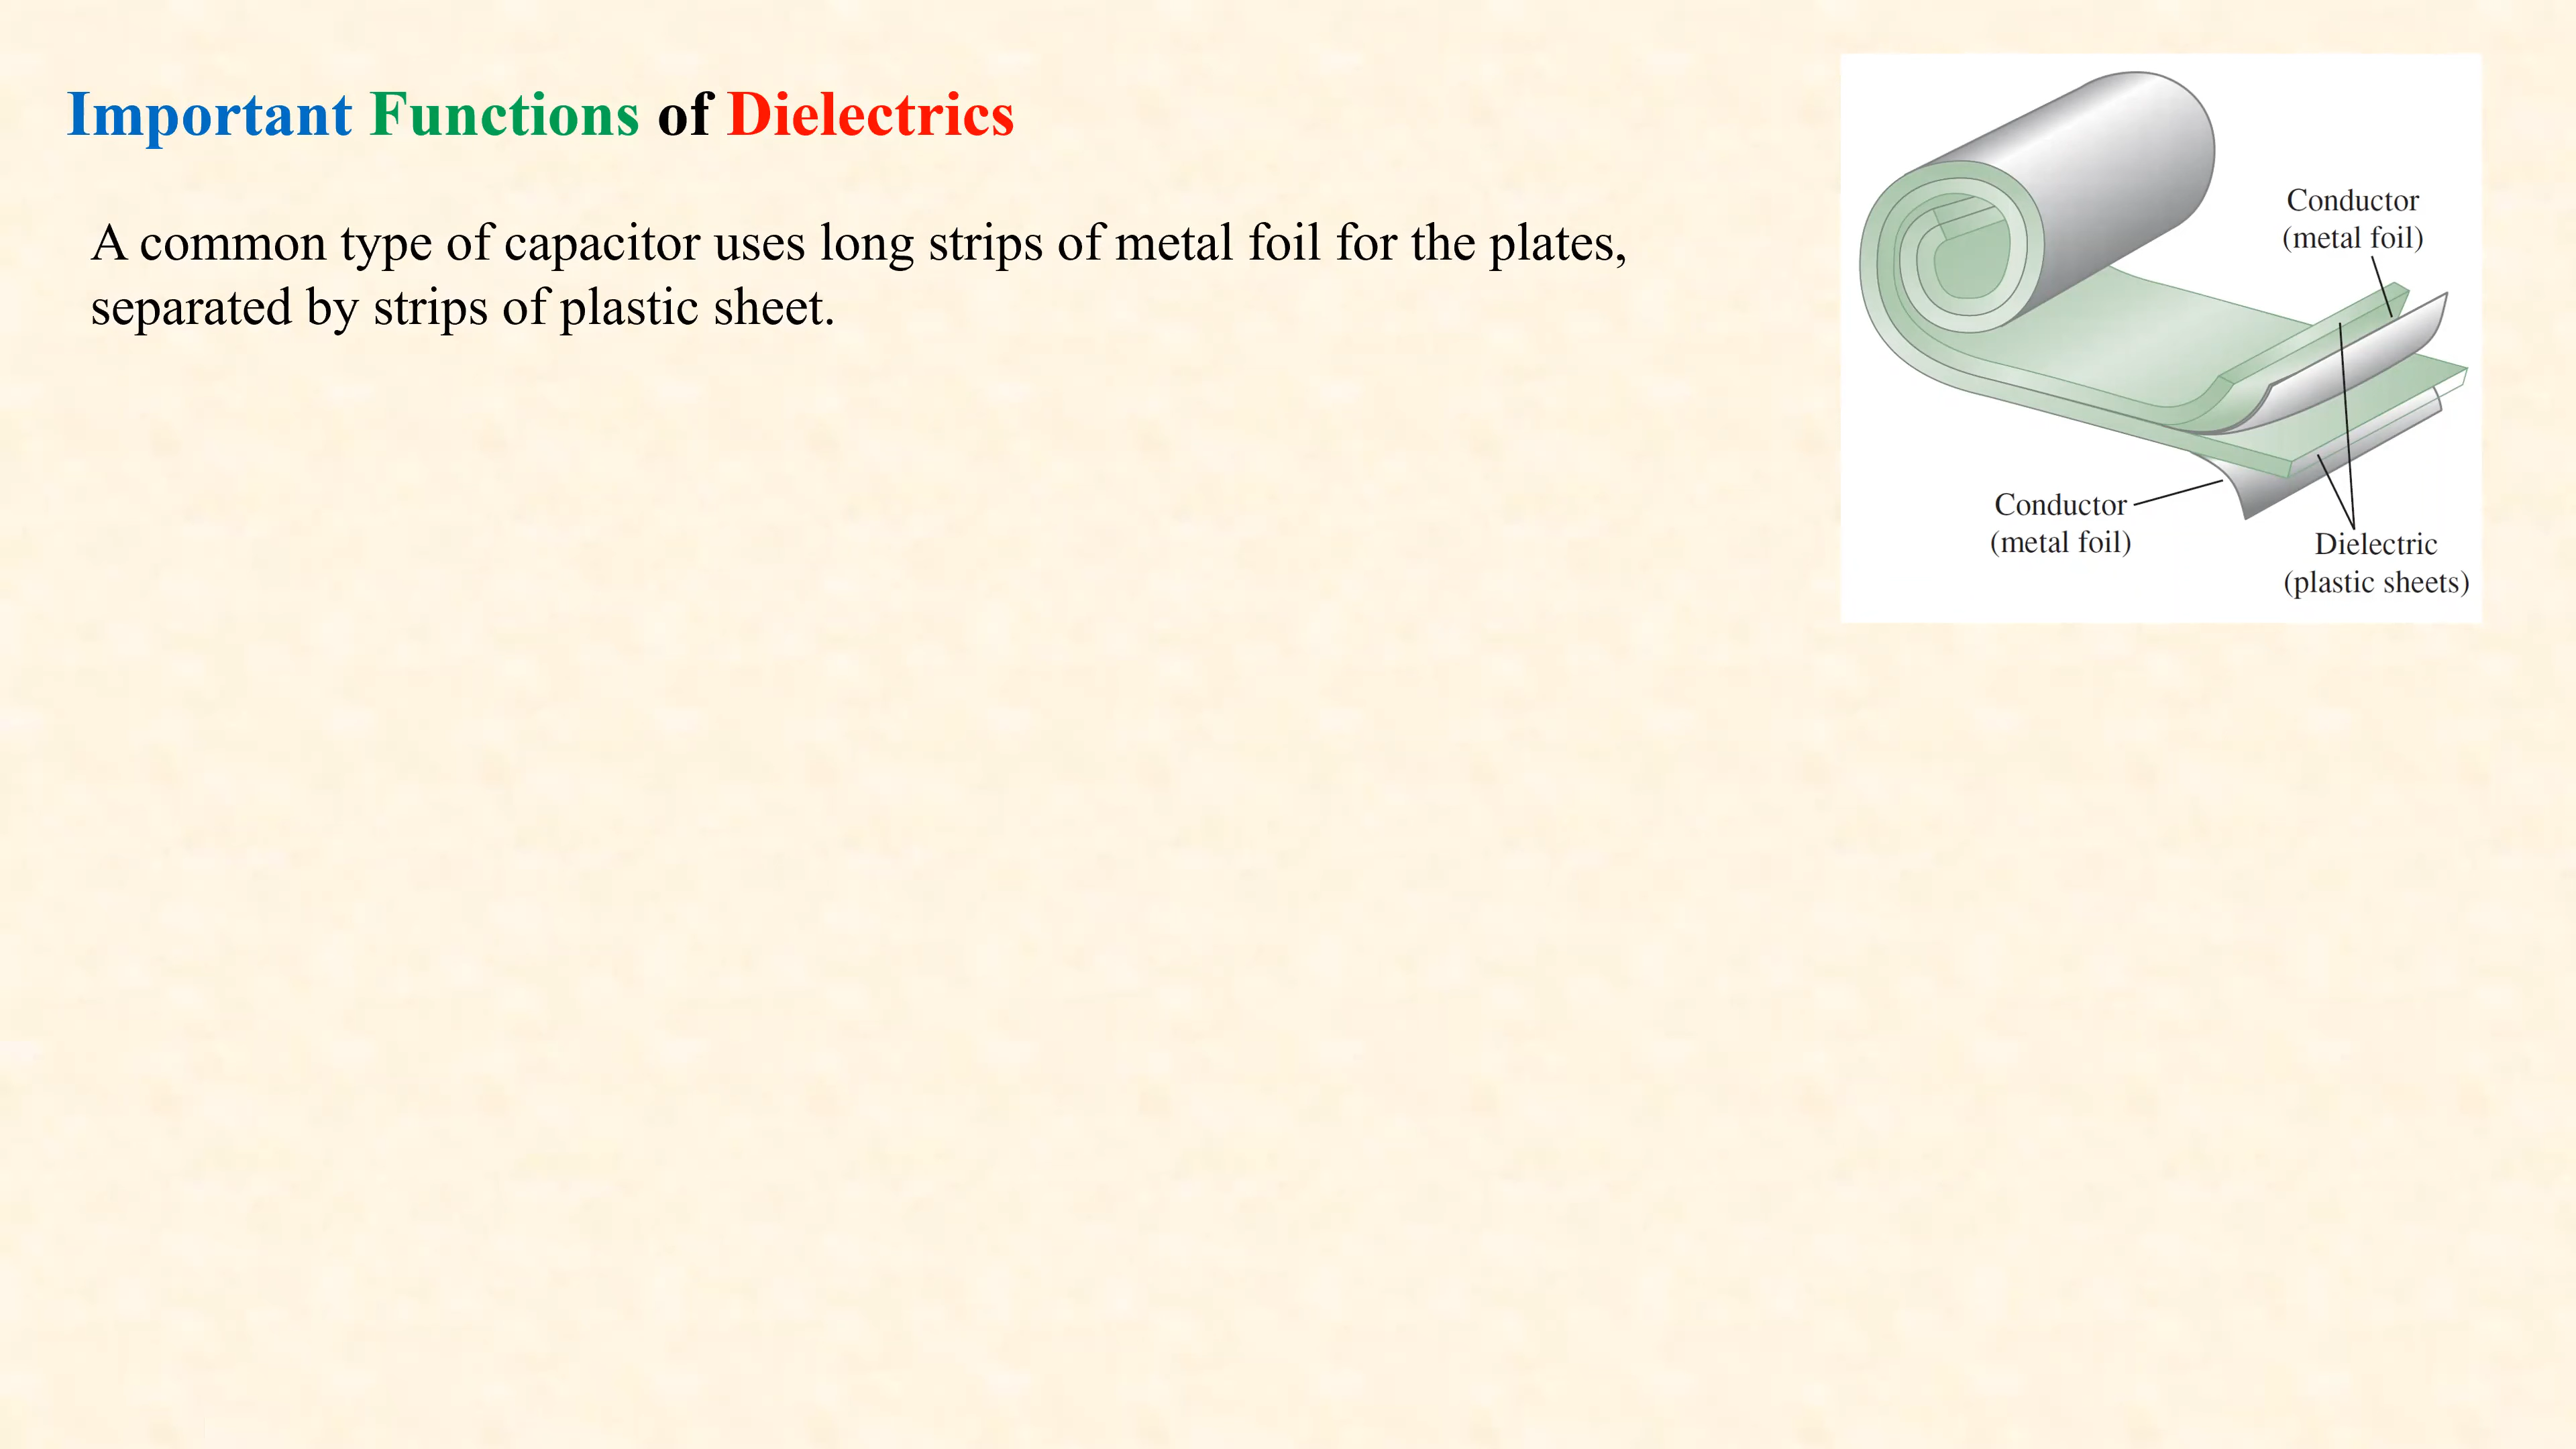 Important Functions of Dielectrics
A common type of capacitor uses long strips of metal foil for the plates,
separated by strips of plastic sheet.
Conductor
(metal foil)
Conductor
(metal foil)
Dielectric
(plastic sheets)